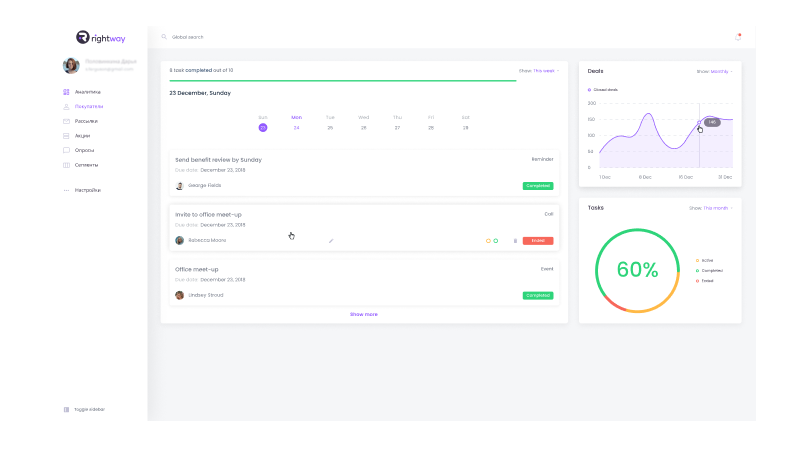 rightway
Global search
Аналитика
Покупатели
Рассылки
Акции
Опросы
Сегменты
Настройки
Toggle sidebar
8 task completed out of 10
Show: This week
23 December, Sunday
Sun Mon Tue Wed Thu Fri Sat
23 24 25 26 27 28 29
Send benefit review by Sunday
Reminder
Due date: December 23, 2018
George Fields
Completed
Invite to office meet-up
Call
Due date: December 23, 2018
Rebecca Moore
Ended
Office meet-up
Event
Due date: December 23, 2018
Lindsey Stroud
Completed
Show more
Deals
Show: Monthly
Closed deals
200
150
100
50
0
140
1 Dec 8 Dec 16 Dec 31 Dec
Tasks
Show: This month
60%
Active
Completed
Ended